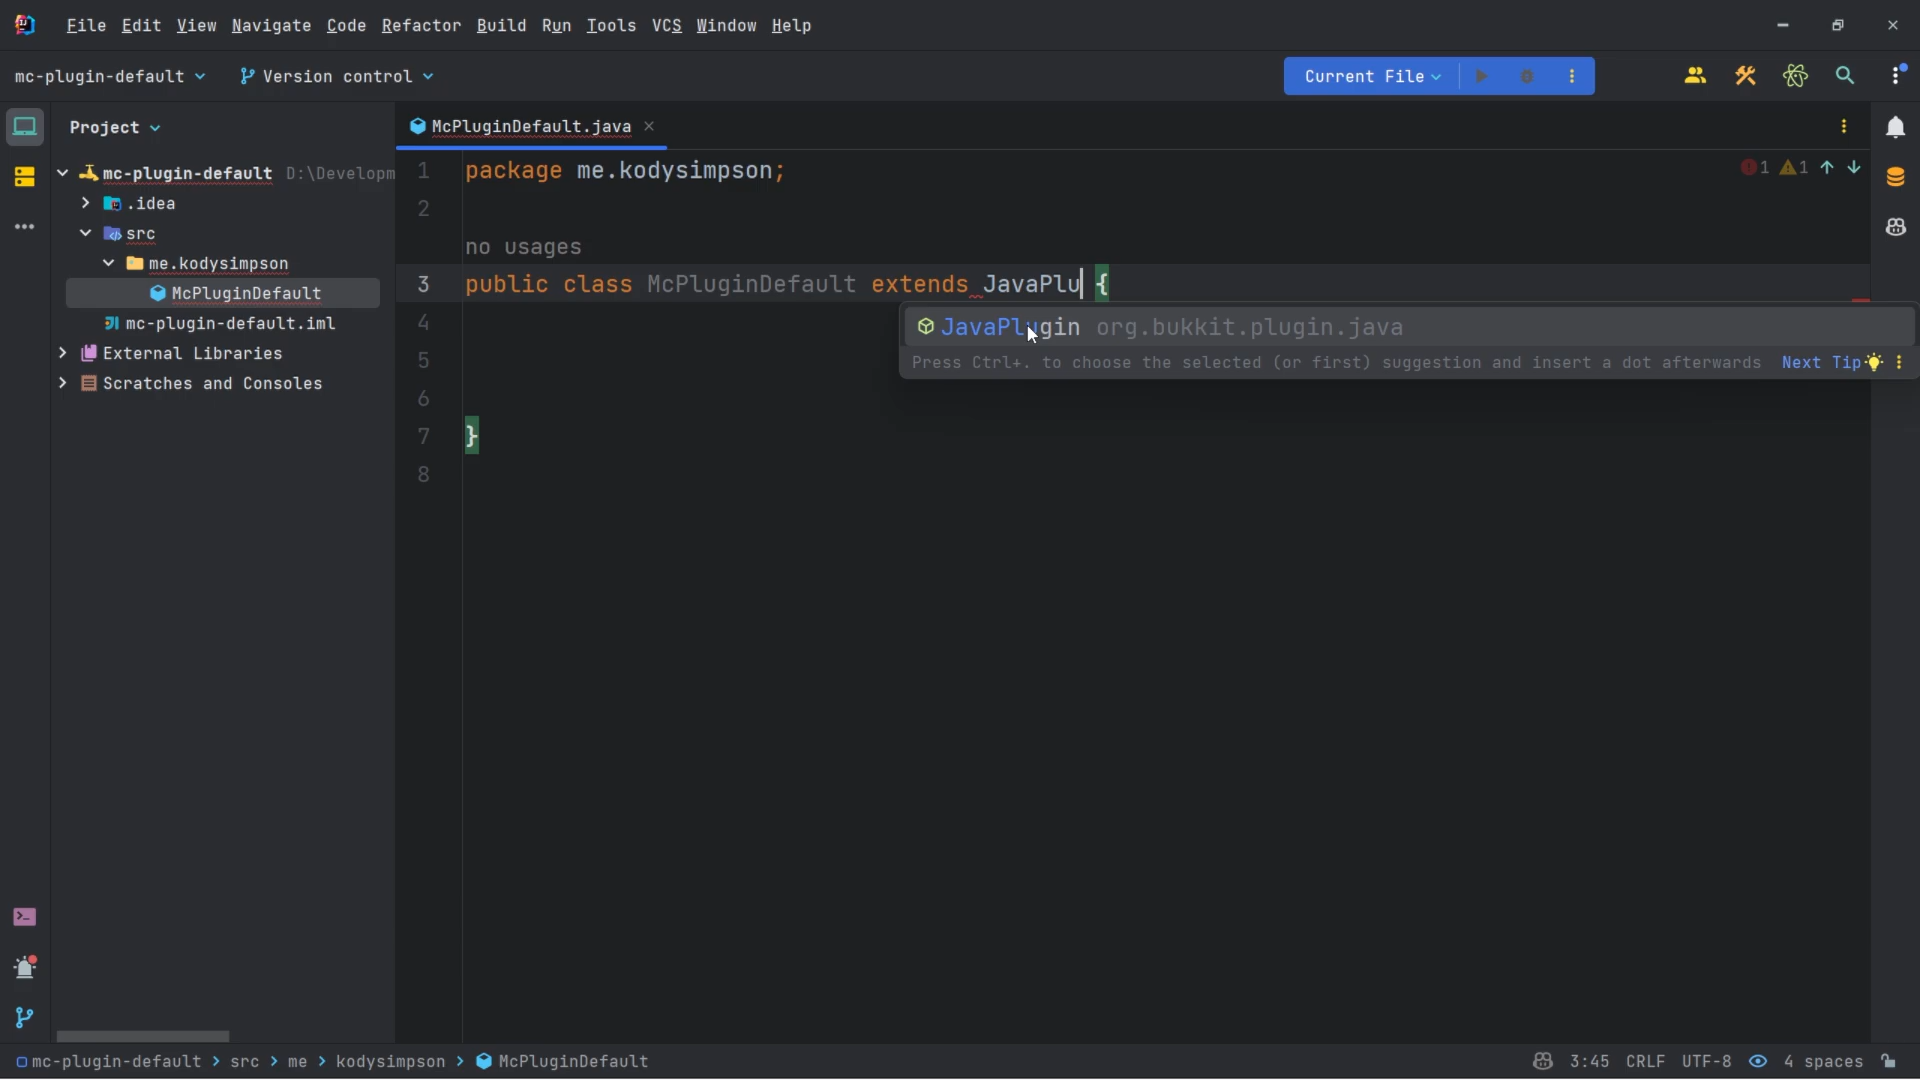 File Edit View Navigate Code Refactor Build Run Tools VCS Window Help
mc-plugin-default Version control Current File
Project
McPluginDefault.java
mc-plugin-default D:\Developm
.idea
src
me.kodysimpson
McPluginDefault
mc-plugin-default.iml
External Libraries
Scratches and Consoles
1 package me.kodysimpson;
2
no usages
3 public class McPluginDefault extends JavaPlu {
4
5
6
7 }
8
1 1
JavaPlugin org.bukkit.plugin.java
Press Ctrl+. to choose the selected (or first) suggestion and insert a dot afterwards Next Tip
mc-plugin-default > src > me > kodysimpson > McPluginDefault 3:45 CRLF UTF-8 4 spaces